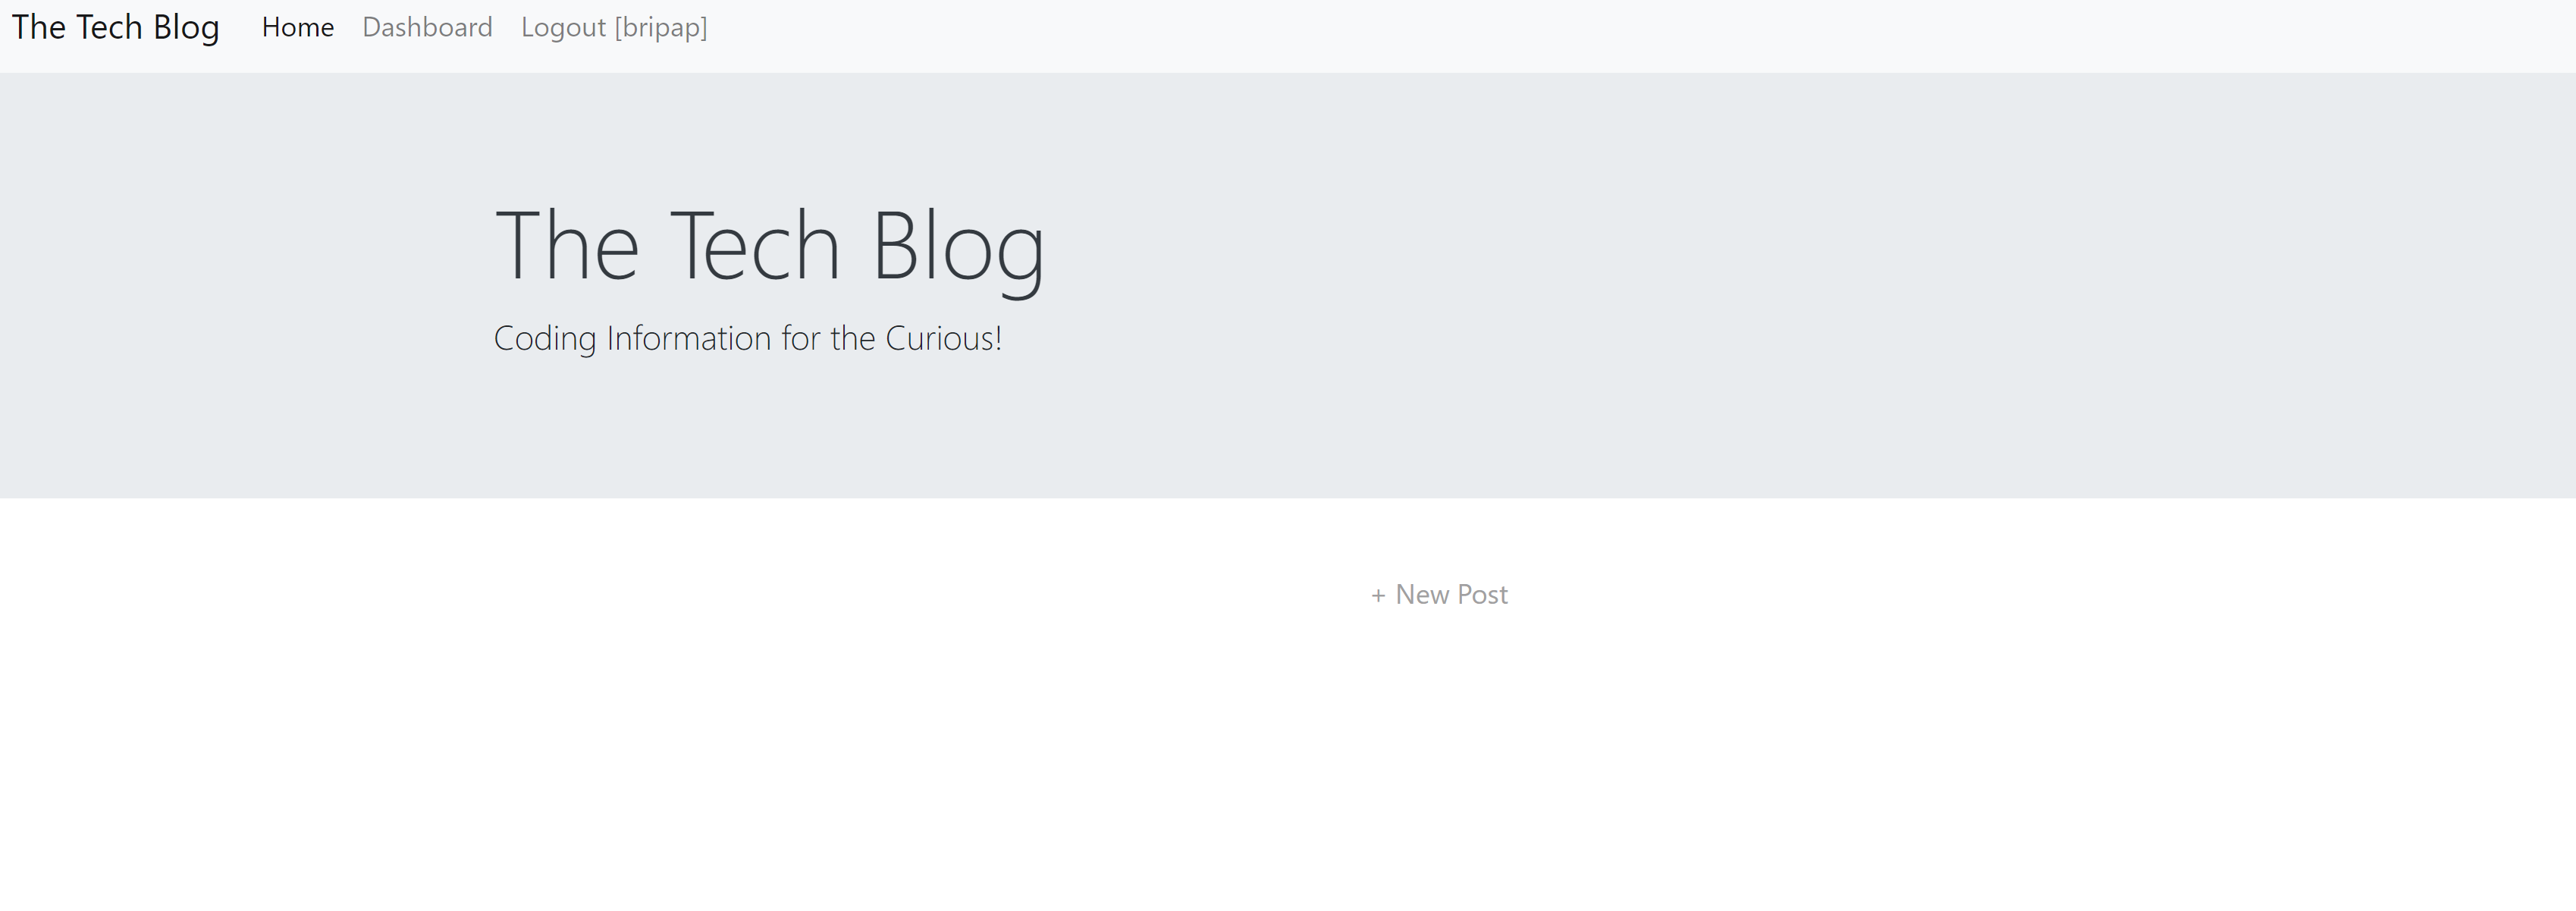 The Tech Blog Home Dashboard Logout [bripap]
The Tech Blog
Coding Information for the Curious!
+ New Post